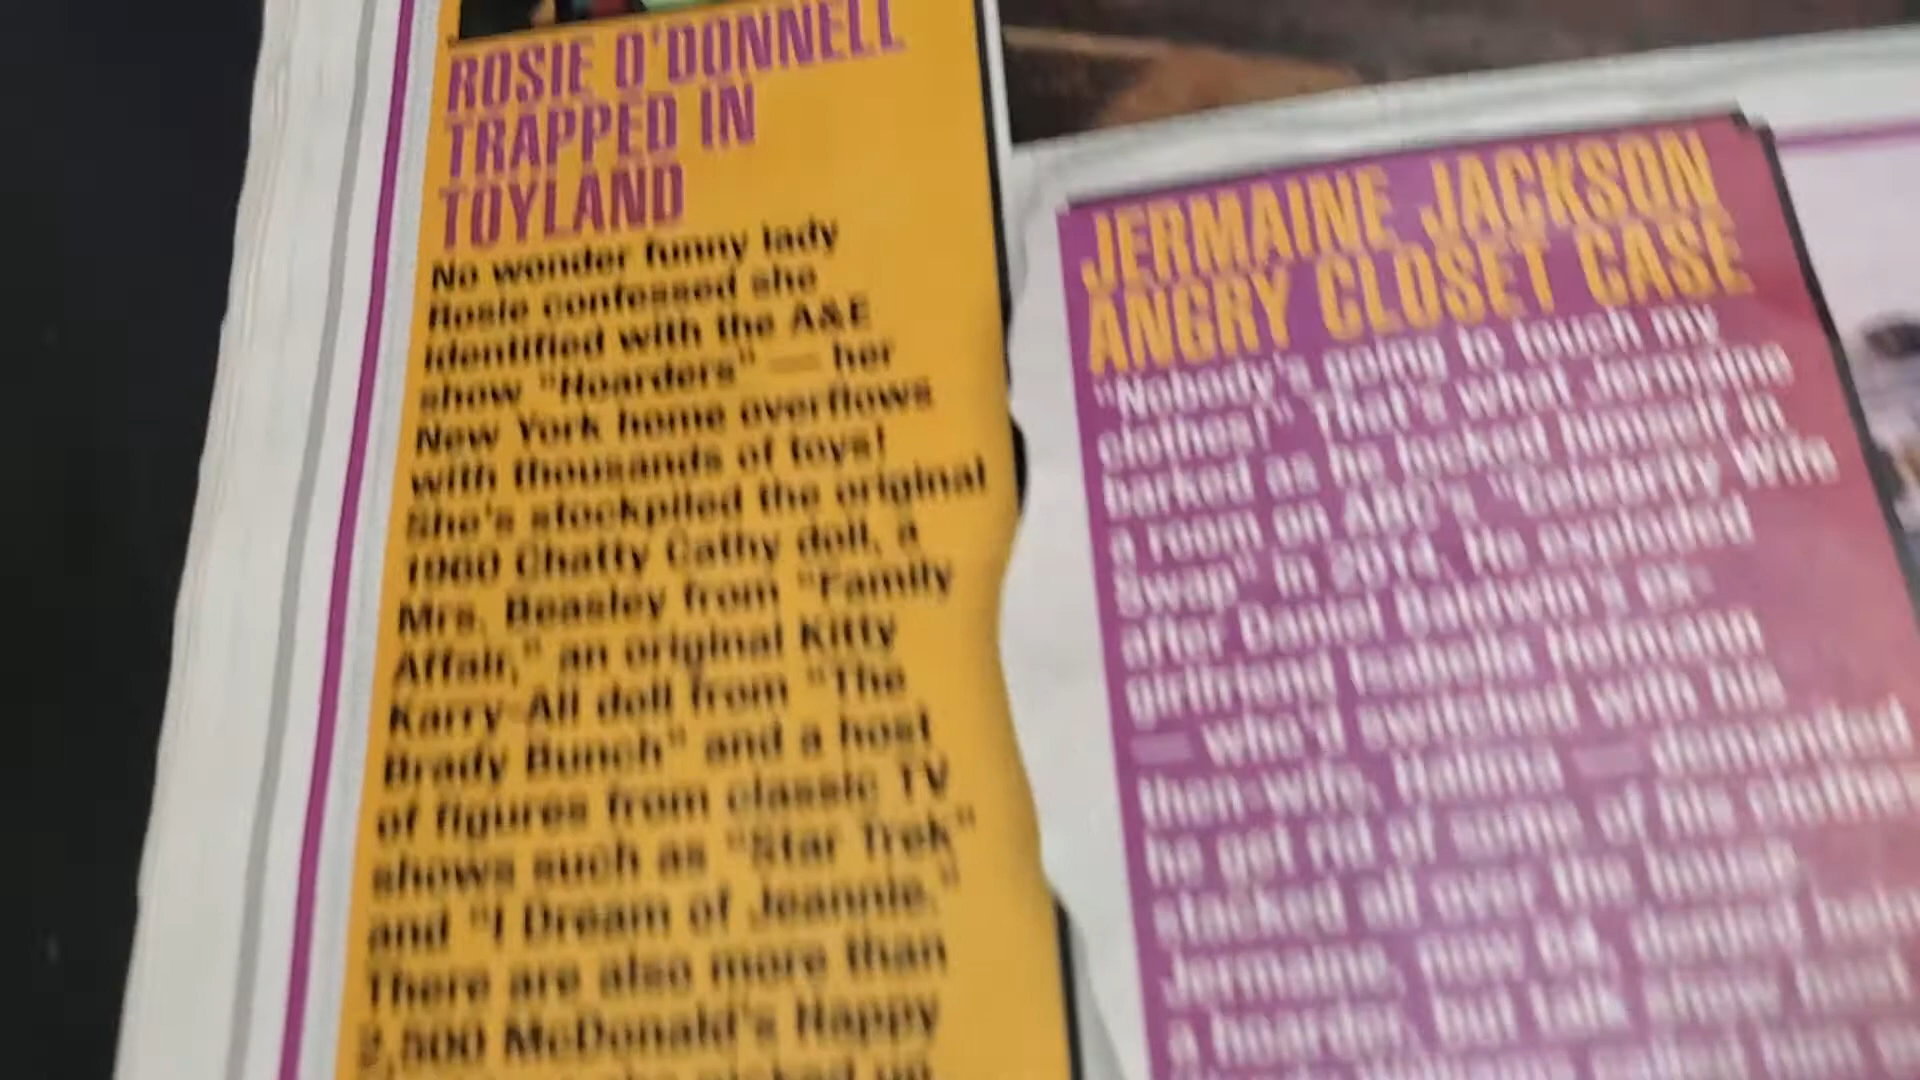 ROSIE O'DONNELL
TRAPPED IN
TOYLAND
No wonder funny lady
Rosie confessed she
identified with the A&E
show "Hoarders" — her
New York home overflows
with thousands of toys!
She's stockpiled the original
1960 Chatty Cathy doll, a
Mrs. Beasley from "Family
Affair," an original Kitty
Karry-All doll from "The
Brady Bunch" and a host
of figures from classic TV
shows such as "Star Trek"
and "I Dream of Jeannie."
There are also more than
2,500 McDonald's Happy
JERMAINE JACKSON
ANGRY CLOSET CASE
"Nobody's going to touch my
clothes!" That's what Jermaine
barked as he locked himself in
a room on ABC's "Celebrity Wife
Swap" in 2014. He exploded
after Daniel Baldwin's ex-
girlfriend Isabella Hofmann
— who'd switched with his
then-wife, Halima — demanded
he get rid of some of his clothes
stacked all over the house.
Jermaine, now 64, denied being
a hoarder, but talk show host